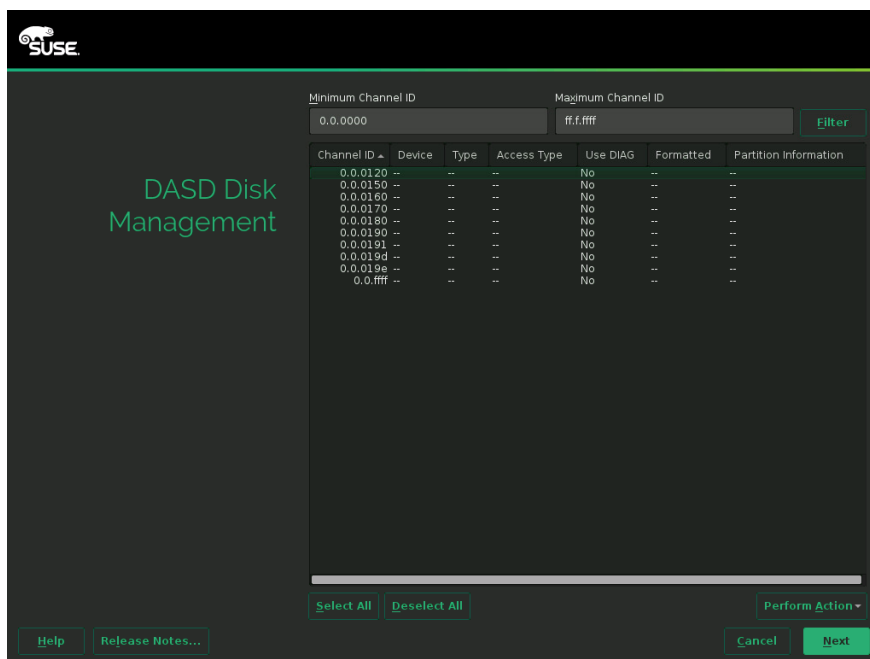 SUSE.
Minimum Channel ID Maximum Channel ID
0.0.0000 ff.f.ffff Filter
DASD Disk
Management
Channel ID Device Type Access Type Use DIAG Formatted Partition Information
0.0.0120 -- -- -- No -- --
0.0.0150 -- -- -- No -- --
0.0.0160 -- -- -- No -- --
0.0.0170 -- -- -- No -- --
0.0.0180 -- -- -- No -- --
0.0.0190 -- -- -- No -- --
0.0.0191 -- -- -- No -- --
0.0.019d -- -- -- No -- --
0.0.019e -- -- -- No -- --
0.0.ffff -- -- -- No -- --
Select All Deselect All Perform Action
Help Release Notes... Cancel Next